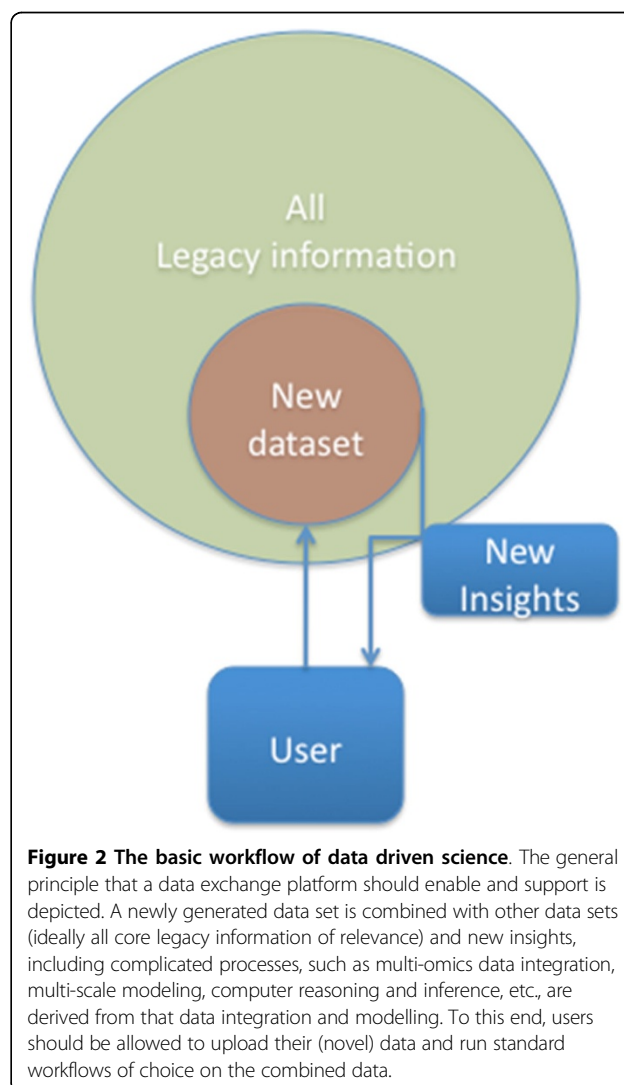 All
Legacy information
New
dataset
New
Insights
User
Figure 2 The basic workflow of data driven science. The general
principle that a data exchange platform should enable and support is
depicted. A newly generated data set is combined with other data sets
(ideally all core legacy information of relevance) and new insights,
including complicated processes, such as multi-omics data integration,
multi-scale modeling, computer reasoning and inference, etc., are
derived from that data integration and modelling. To this end, users
should be allowed to upload their (novel) data and run standard
workflows of choice on the combined data.